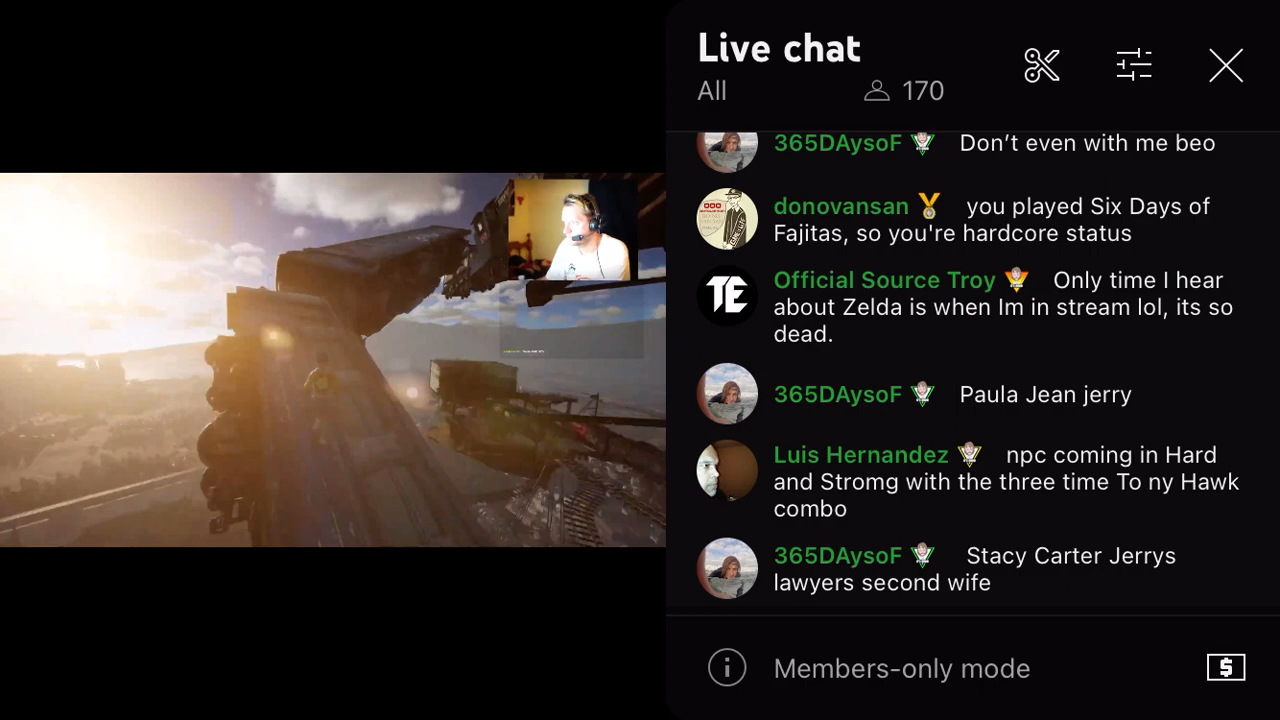 Live chat
All 170
365DAysoF Don’t even with me beo
donovansan you played Six Days of
Fajitas, so you're hardcore status
Official Source Troy Only time I hear
about Zelda is when Im in stream lol, its so
dead.
365DAysoF Paula Jean jerry
Luis Hernandez npc coming in Hard
and Stromg with the three time To ny Hawk
combo
365DAysoF Stacy Carter Jerrys
lawyers second wife
Members-only mode